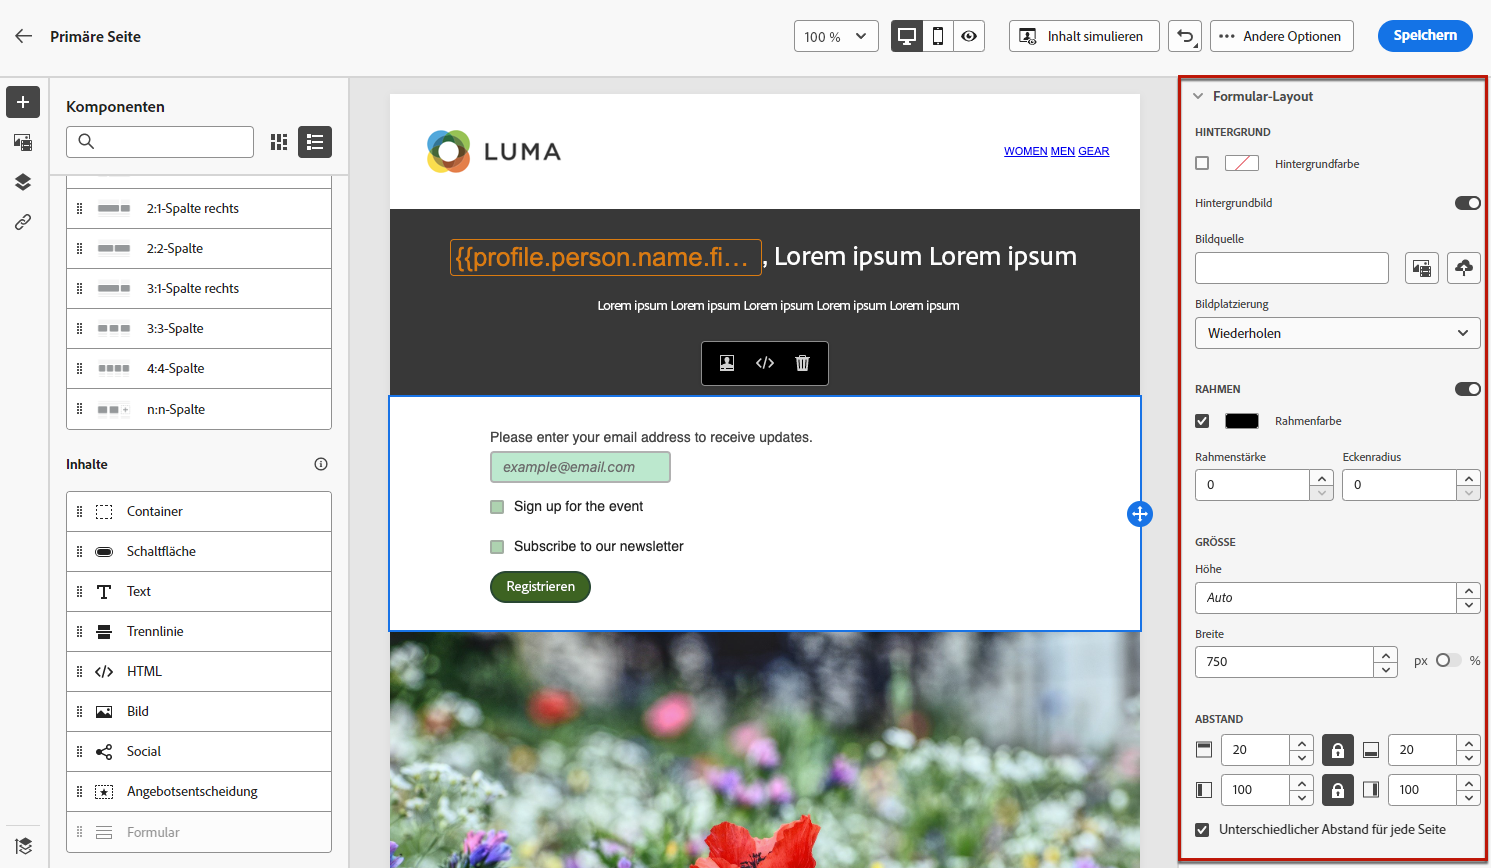 Primäre Seite
100 %
Inhalt simulieren
Andere Optionen
Speichern
Komponenten
2:1-Spalte rechts
2:2-Spalte
3:1-Spalte rechts
3:3-Spalte
4:4-Spalte
n:n-Spalte
Inhalte
Container
Schaltfläche
Text
Trennlinie
HTML
Bild
Social
Angebotsentscheidung
Formular
LUMA
WOMEN MEN GEAR
{{profile.person.name.fi... , Lorem ipsum Lorem ipsum
Lorem ipsum Lorem ipsum Lorem ipsum Lorem ipsum Lorem ipsum
Please enter your email address to receive updates.
example@email.com
Sign up for the event
Subscribe to our newsletter
Registrieren
Formular-Layout
HINTERGRUND
Hintergrundfarbe
Hintergrundbild
Bildquelle
Bildplatzierung
Wiederholen
RAHMEN
Rahmenfarbe
Rahmenstärke Eckenradius
0 0
GRÖSSE
Höhe
Auto
Breite
750 px %
ABSTAND
20 20
100 100
Unterschiedlicher Abstand für jede Seite